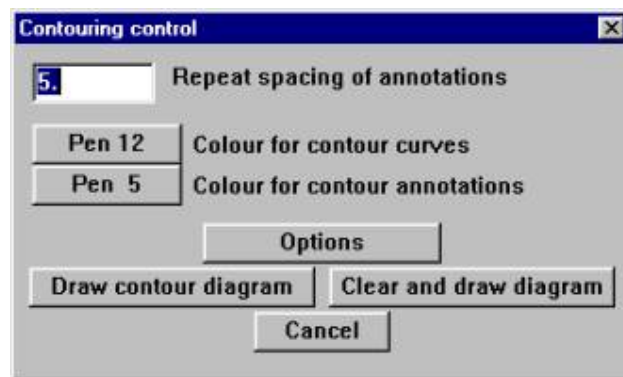 Contouring control
5. Repeat spacing of annotations
Pen 12 Colour for contour curves
Pen 5 Colour for contour annotations
Options
Draw contour diagram Clear and draw diagram
Cancel